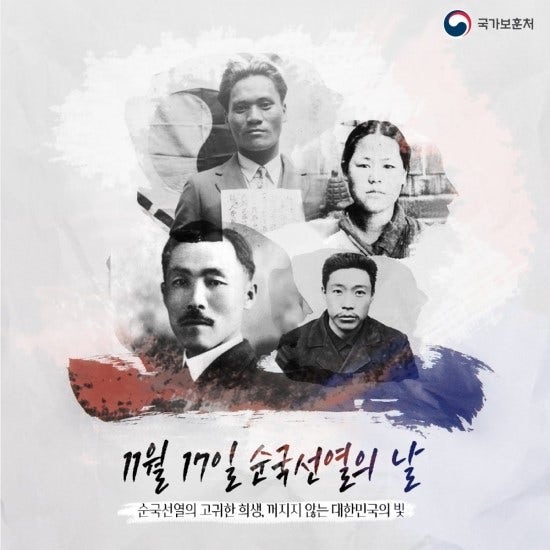 국가보훈처
11월 17일 순국선열의 날
순국선열의 고귀한 희생, 꺼지지 않는 대한민국의 빛